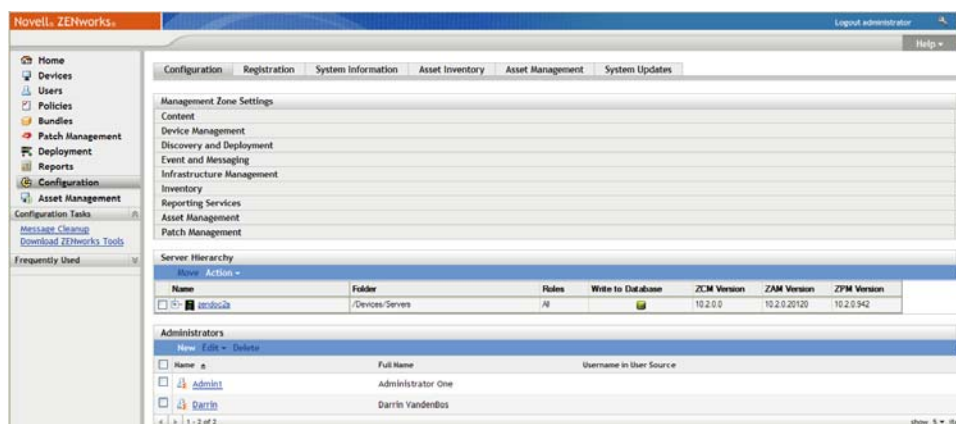 Novell® ZENworks®
Logout administrator
Help
Home
Devices
Users
Policies
Bundles
Patch Management
Deployment
Reports
Configuration
Asset Management
Configuration Tasks
Message Cleanup
Download ZENworks Tools
Frequently Used
Configuration Registration System Information Asset Inventory Asset Management System Updates
Management Zone Settings
Content
Device Management
Discovery and Deployment
Event and Messaging
Infrastructure Management
Inventory
Reporting Services
Asset Management
Patch Management
Server Hierarchy
Move Action
Name Folder Roles Write to Database ZCM Version ZAM Version ZPM Version
zendoc2a /Devices/Servers All 10.2.0.0 10.2.0.20120 10.2.0.942
Administrators
New Edit Delete
Name Full Name Username in User Source
Admin1 Administrator One
Darrin Darrin VandenBos
1 - 2 of 2 show 5